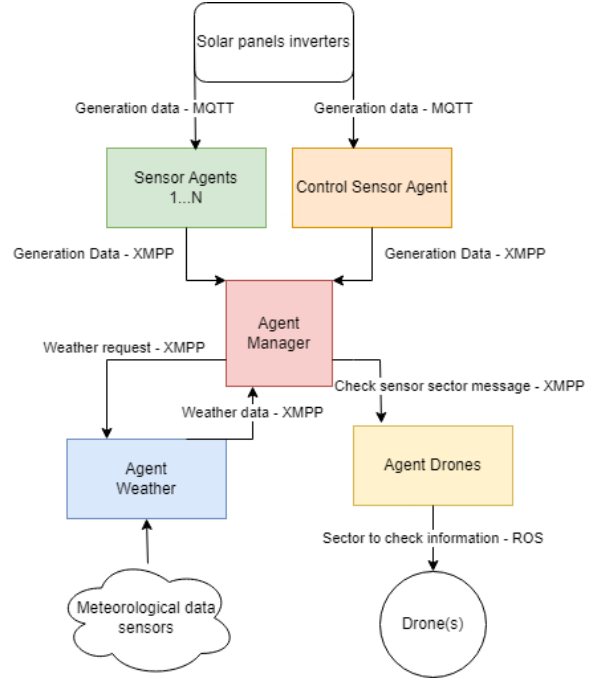 Solar panels inverters
Generation data - MQTT
Generation data - MQTT
Sensor Agents
1...N
Control Sensor Agent
Generation Data - XMPP
Generation Data - XMPP
Agent
Manager
Weather request - XMPP
Check sensor sector message - XMPP
Weather data - XMPP
Agent
Weather
Agent Drones
Sector to check information - ROS
Meteorological data
sensors
Drone(s)